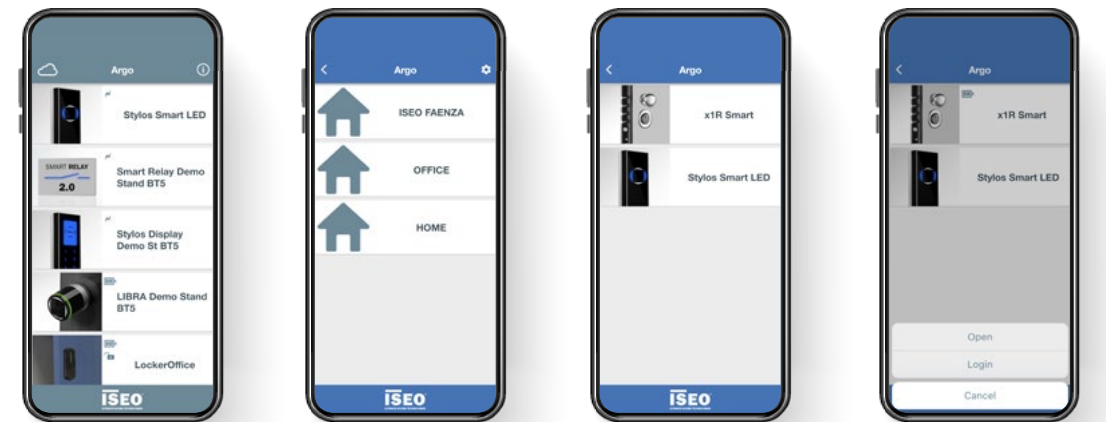 Argo
Stylos Smart LED
SMART RELAY
2.0
Smart Relay Demo
Stand BT5
Stylos Display
Demo St BT5
LIBRA Demo Stand
BT5
LockerOffice
ISEO
Argo
ISEO FAENZA
OFFICE
HOME
ISEO
Argo
x1R Smart
Stylos Smart LED
ISEO
Argo
x1R Smart
Stylos Smart LED
Open
Login
Cancel